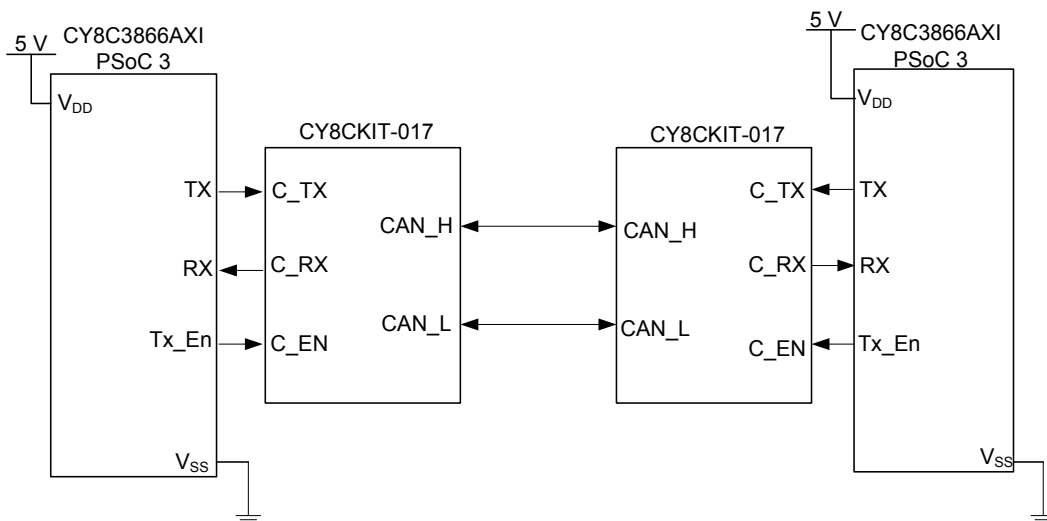 5 V
CY8C3866AXI
PSoC 3
VDD
TX
RX
Tx_En
VSS
CY8CKIT-017
C_TX
C_RX
C_EN
CAN_H
CAN_L
CY8CKIT-017
CAN_H
CAN_L
C_TX
C_RX
C_EN
5 V
CY8C3866AXI
PSoC 3
VDD
TX
RX
Tx_En
VSS